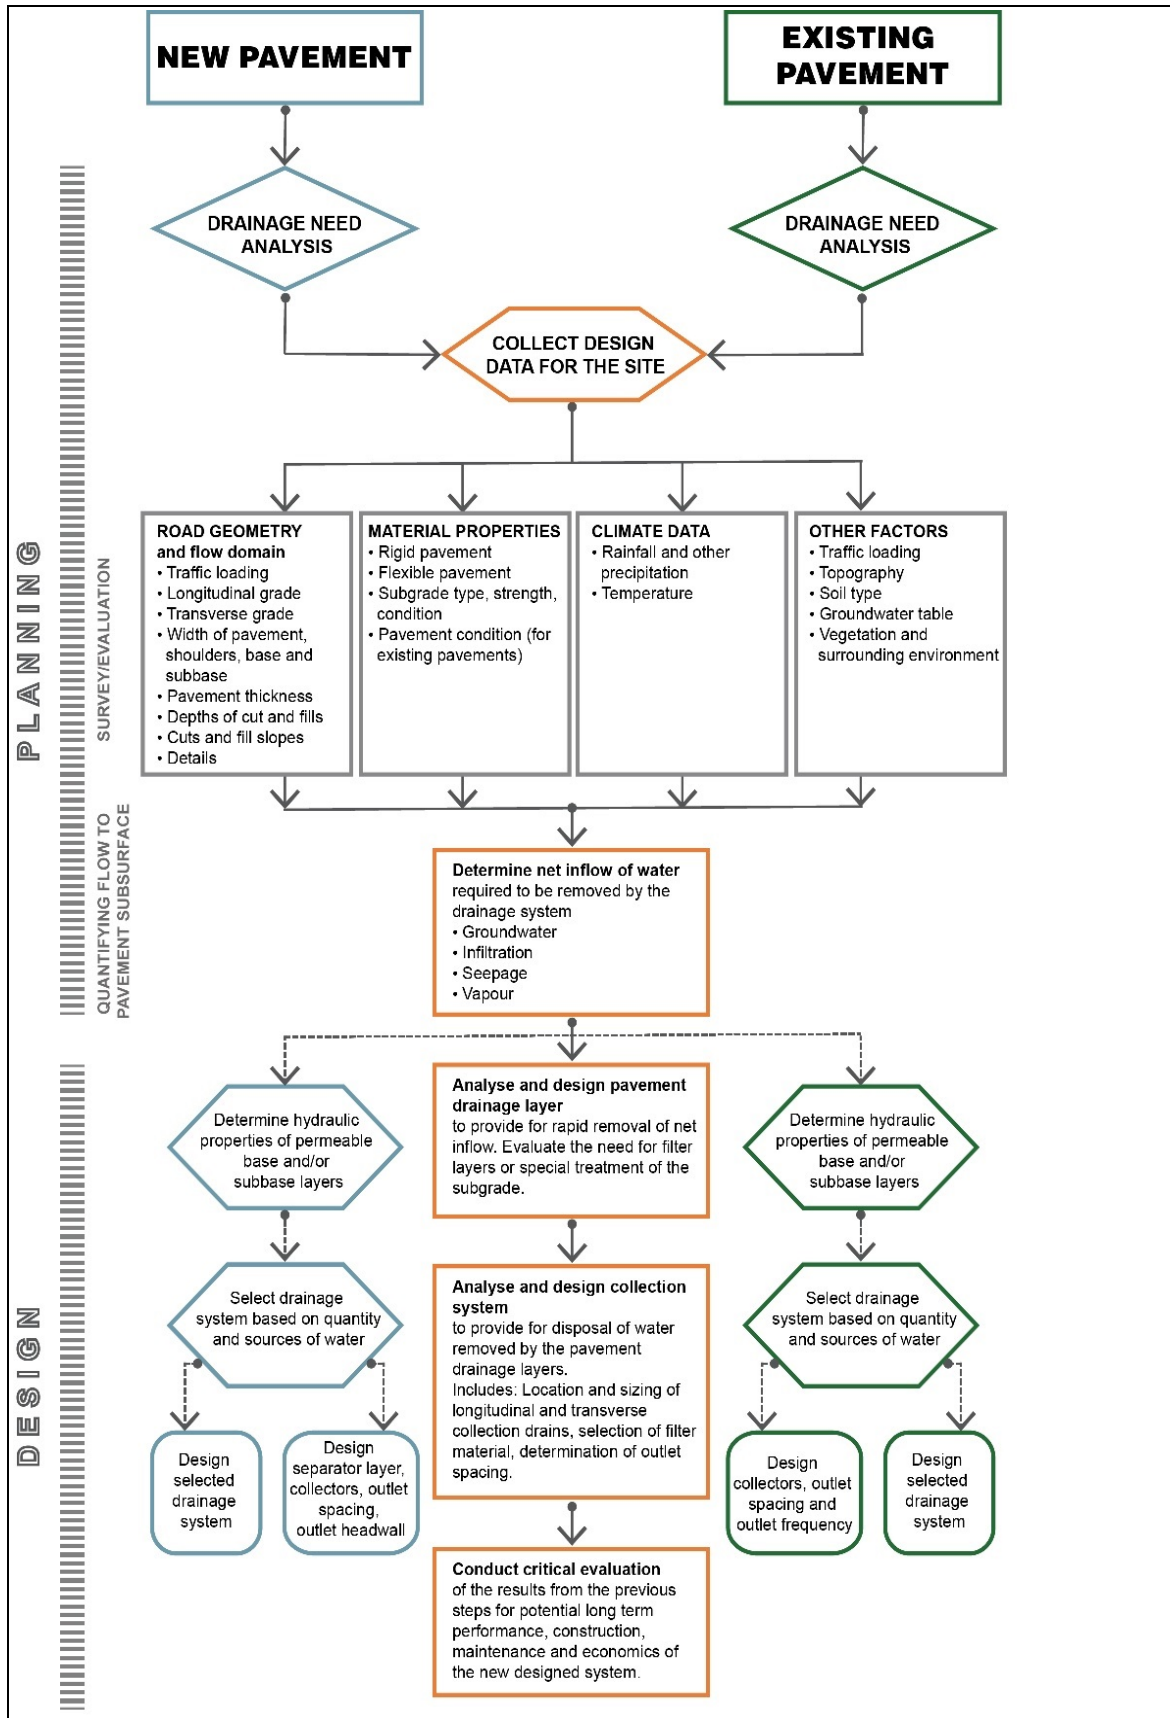 NEW PAVEMENT
EXISTING
PAVEMENT
DRAINAGE NEED
ANALYSIS
DRAINAGE NEED
ANALYSIS
COLLECT DESIGN
DATA FOR THE SITE
PLANNING
SURVEY/EVALUATION
ROAD GEOMETRY
and flow domain
• Traffic loading
• Longitudinal grade
• Transverse grade
• Width of pavement,
shoulders, base and
subbase
• Pavement thickness
• Depths of cut and fills
• Cuts and fill slopes
• Details
MATERIAL PROPERTIES
• Rigid pavement
• Flexible pavement
• Subgrade type, strength,
condition
• Pavement condition (for
existing pavements)
CLIMATE DATA
• Rainfall and other
precipitation
• Temperature
OTHER FACTORS
• Traffic loading
• Topography
• Soil type
• Groundwater table
• Vegetation and
surrounding environment
QUANTIFYING FLOW TO
PAVEMENT SUBSURFACE
Determine net inflow of water
required to be removed by the
drainage system
• Groundwater
• Infiltration
• Seepage
• Vapour
DESIGN
Determine hydraulic
properties of permeable
base and/or
subbase layers
Analyse and design pavement
drainage layer
to provide for rapid removal of net
inflow. Evaluate the need for filter
layers or special treatment of the
subgrade.
Determine hydraulic
properties of permeable
base and/or
subbase layers
Select drainage
system based on quantity
and sources of water
Analyse and design collection
system
to provide for disposal of water
removed by the pavement
drainage layers.
Includes: Location and sizing of
longitudinal and transverse
collection drains, selection of filter
material, determination of outlet
spacing.
Select drainage
system based on quantity
and sources of water
Design
selected
drainage
system
Design
separator layer,
collectors, outlet
spacing,
outlet headwall
Design
collectors, outlet
spacing and
outlet frequency
Design
selected
drainage
system
Conduct critical evaluation
of the results from the previous
steps for potential long term
performance, construction,
maintenance and economics of
the new designed system.